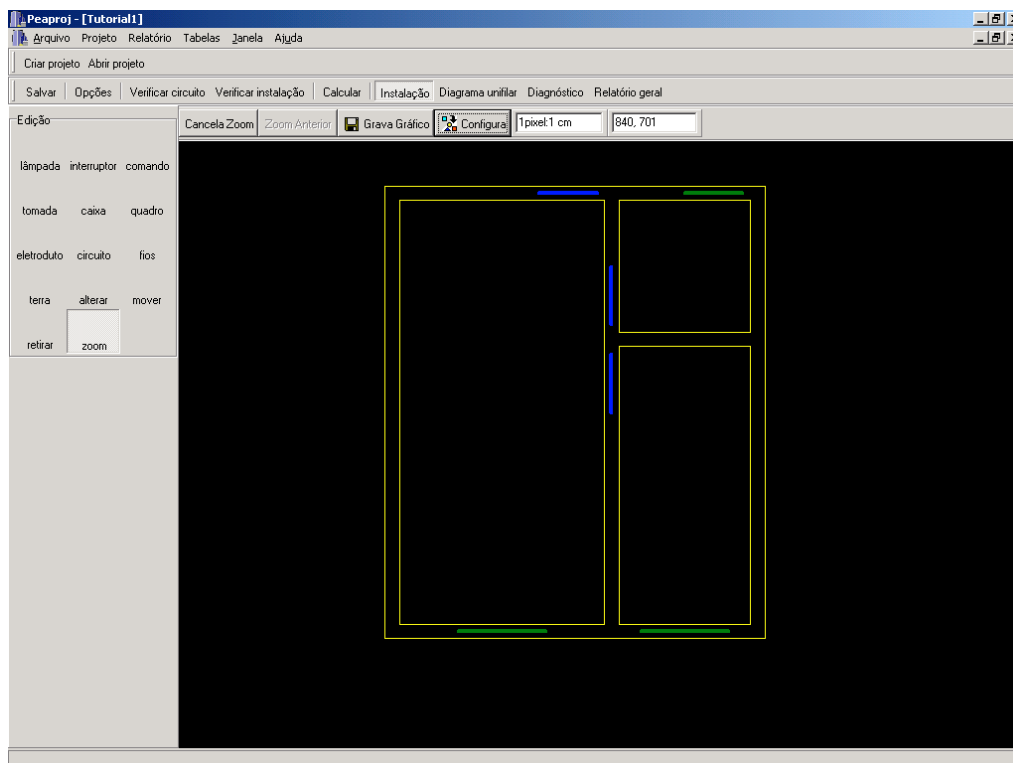 Peaproj - [Tutorial1]
Arquivo Projeto Relatório Tabelas Janela Ajuda
Criar projeto Abrir projeto
Salvar Opções Verificar circuito Verificar instalação Calcular Instalação Diagrama unifilar Diagnóstico Relatório geral
Edição
Cancela Zoom Zoom Anterior Grava Gráfico Configura 1pixel:1 cm 840, 701
lâmpada interruptor comando
tomada caixa quadro
eletroduto circuito fios
terra alterar mover
retirar zoom